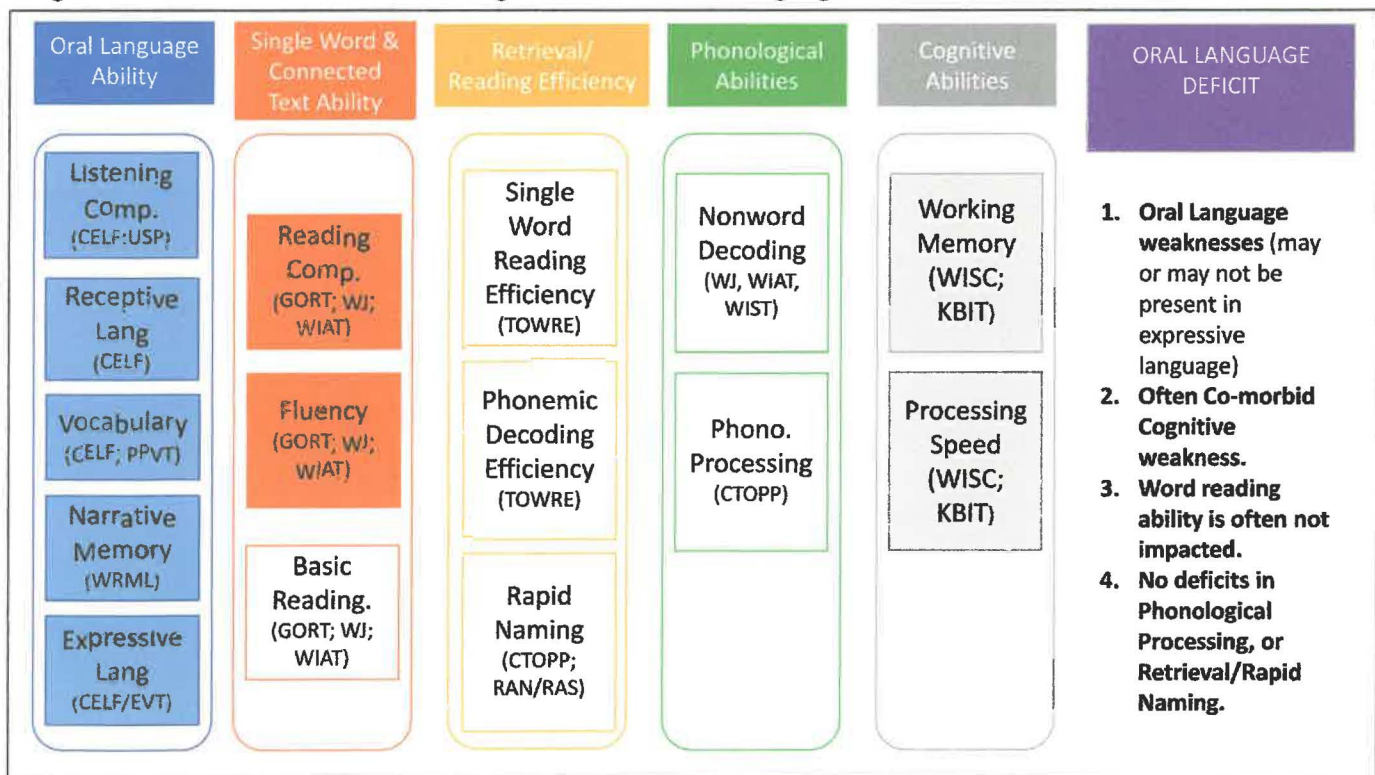 Oral Language
Ability
Single Word &
Connected
Text Ability
Retrieval/
Reading Efficiency
Phonological
Abilities
Cognitive
Abilities
ORAL LANGUAGE
DEFICIT
Listening
Comp.
(CELF:USP)
Receptive
Lang
(CELF)
Vocabulary
(CELF; PPVT)
Narrative
Memory
(WRML)
Expressive
Lang
(CELF/EVT)
Reading
Comp.
(GORT; WJ;
WIAT)
Fluency
(GORT; WJ;
WIAT)
Basic
Reading.
(GORT; WJ;
WIAT)
Single
Word
Reading
Efficiency
(TOWRE)
Phonemic
Decoding
Efficiency
(TOWRE)
Rapid
Naming
(CTOPP;
RAN/RAS)
Nonword
Decoding
(WJ, WIAT,
WIST)
Phono.
Processing
(CTOPP)
Working
Memory
(WISC;
KBIT)
Processing
Speed
(WISC;
KBIT)
1. Oral Language
weaknesses (may
or may not be
present in
expressive
language)
2. Often Co-morbid
Cognitive
weakness.
3. Word reading
ability is often not
impacted.
4. No deficits in
Phonological
Processing, or
Retrieval/Rapid
Naming.